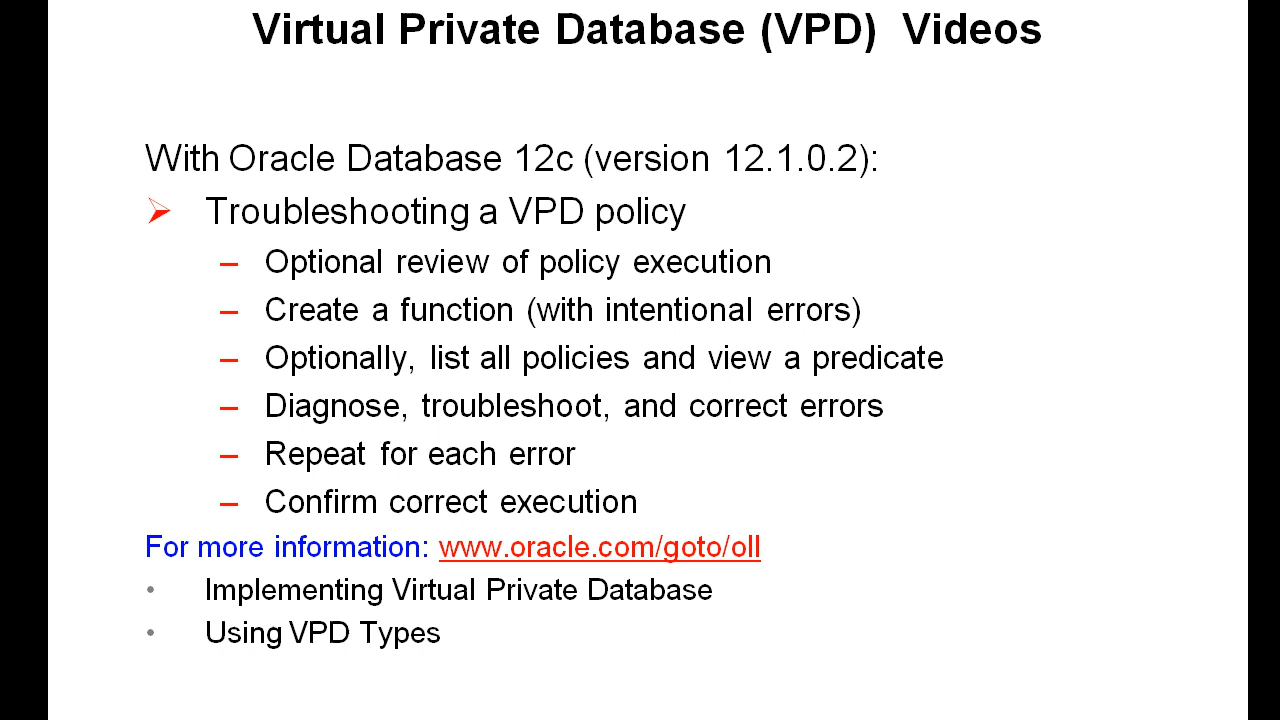 Virtual Private Database (VPD)  Videos
With Oracle Database 12c (version 12.1.0.2):
➢ Troubleshooting a VPD policy
– Optional review of policy execution
– Create a function (with intentional errors)
– Optionally, list all policies and view a predicate
– Diagnose, troubleshoot, and correct errors
– Repeat for each error
– Confirm correct execution
For more information: www.oracle.com/goto/oll
• Implementing Virtual Private Database
• Using VPD Types